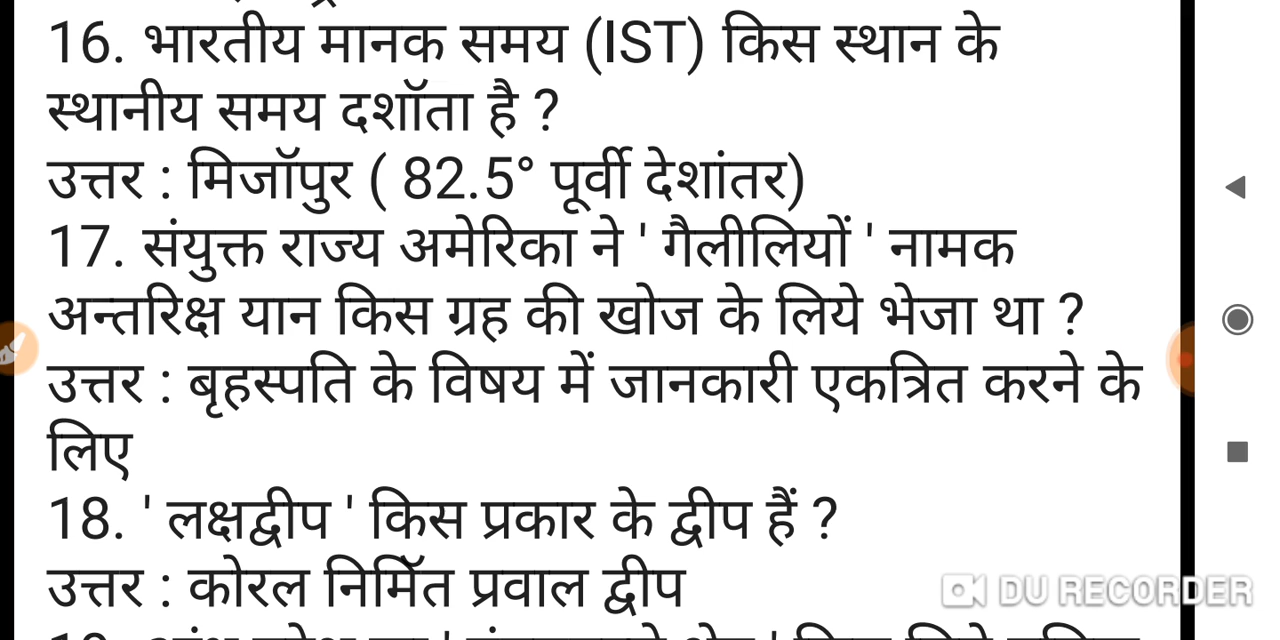 16. भारतीय मानक समय (IST) किस स्थान के
स्थानीय समय दर्शॉता है ?
उत्तर : मिजॉपुर ( 82.5° पूर्वी देशांतर)
17. संयुक्त राज्य अमेरिका ने ' गैलीलियों ' नामक
अन्तरिक्ष यान किस ग्रह की खोज के लिये भेजा था ?
उत्तर : बृहस्पति के विषय में जानकारी एकत्रित करने के
लिए
18. ' लक्षद्वीप ' किस प्रकार के द्वीप हैं ?
उत्तर : कोरल निर्मित प्रवाल द्वीप
DU RECORDER